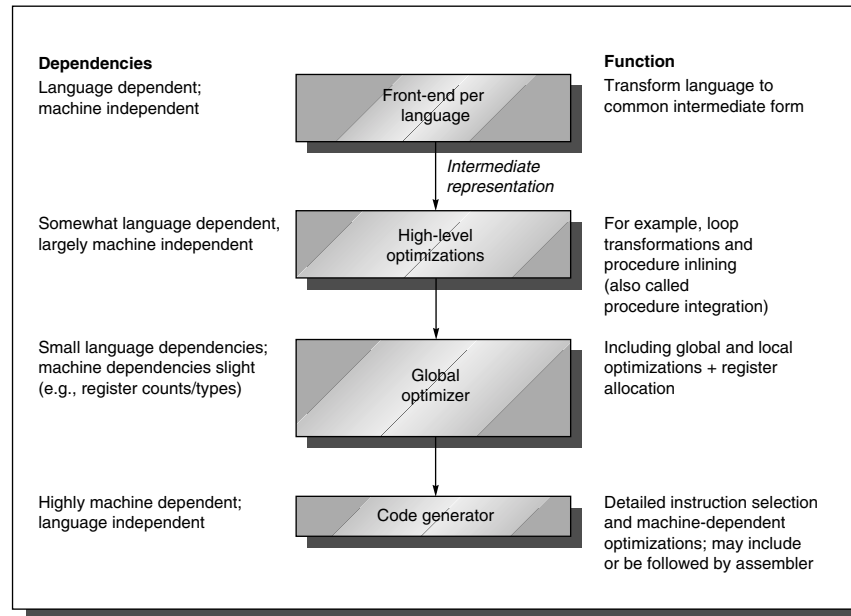 Dependencies
Language dependent;
machine independent
Front-end per
language
Function
Transform language to
common intermediate form
Intermediate
representation
Somewhat language dependent,
largely machine independent
High-level
optimizations
For example, loop
transformations and
procedure inlining
(also called
procedure integration)
Small language dependencies;
machine dependencies slight
(e.g., register counts/types)
Global
optimizer
Including global and local
optimizations + register
allocation
Highly machine dependent;
language independent
Code generator
Detailed instruction selection
and machine-dependent
optimizations; may include
or be followed by assembler